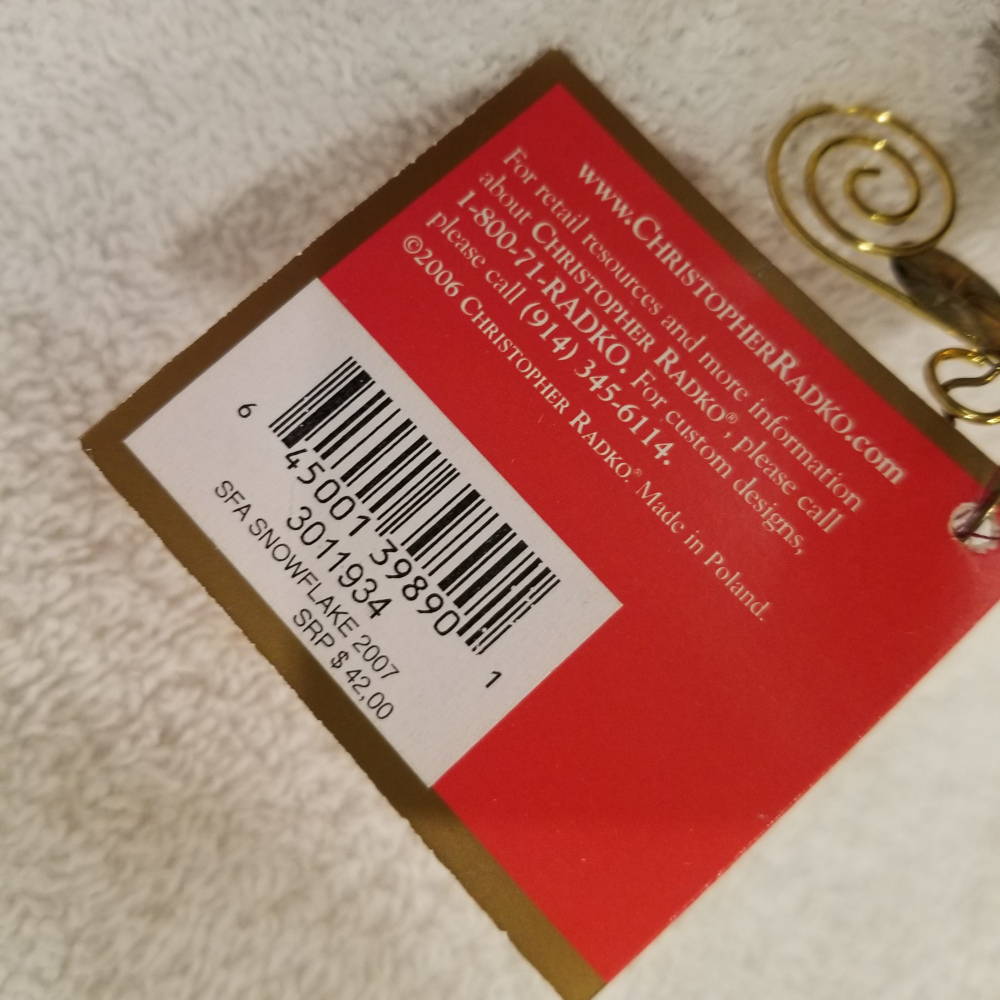 www.ChristopherRadko.com
For retail resources and more information
about Christopher Radko®, please call
1-800-71-RADKO. For custom designs,
please call (914) 345-6114.
©2006 Christopher Radko.® Made in Poland.
6 45001 39890 1
3011934
SFA SNOWFLAKE 2007
SRP $ 42,00